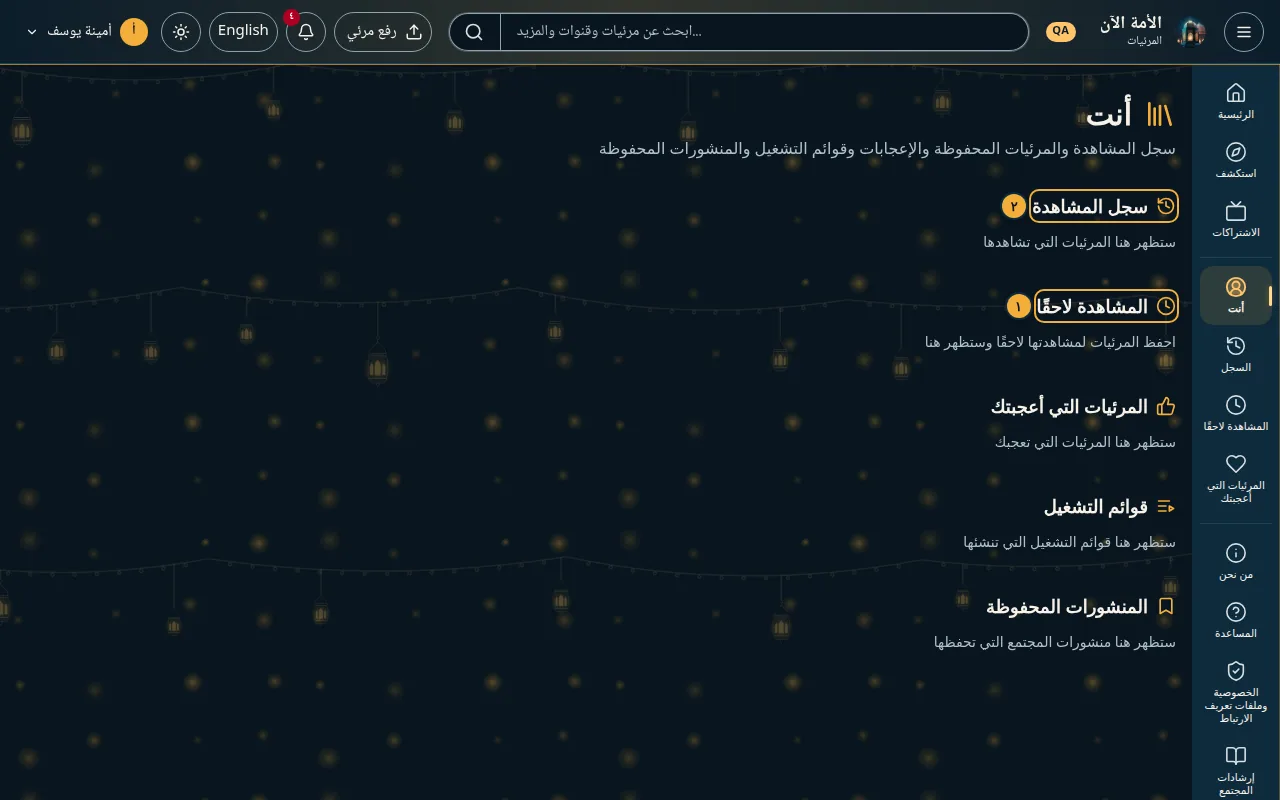 الأمة الآن
المرئيات
QA
ابحث عن مرئيات وقنوات والمزيد...
رفع مرئي
٤
English
أ
أمينة يوسف
الرئيسية
استكشف
الاشتراكات
أنت
السجل
المشاهدة لاحقًا
المرئيات التي
أعجبتك
من نحن
المساعدة
الخصوصية
وملفات تعريف
الارتباط
إرشادات
المجتمع
أنت
سجل المشاهدة والمرئيات المحفوظة والإعجابات وقوائم التشغيل والمنشورات المحفوظة
سجل المشاهدة ٢
ستظهر هنا المرئيات التي تشاهدها
المشاهدة لاحقًا ١
احفظ المرئيات لمشاهدتها لاحقًا وستظهر هنا
المرئيات التي أعجبتك
ستظهر هنا المرئيات التي تعجبك
قوائم التشغيل
ستظهر هنا قوائم التشغيل التي تنشئها
المنشورات المحفوظة
ستظهر هنا منشورات المجتمع التي تحفظها